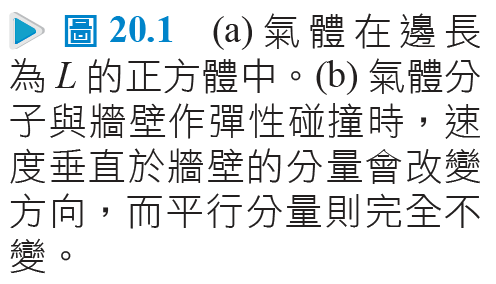 圖 20.1 (a) 氣體在邊長
為 L 的正方體中。(b) 氣體分
子與牆壁作彈性碰撞時，速
度垂直於牆壁的分量會改變
方向，而平行分量則完全不
變。